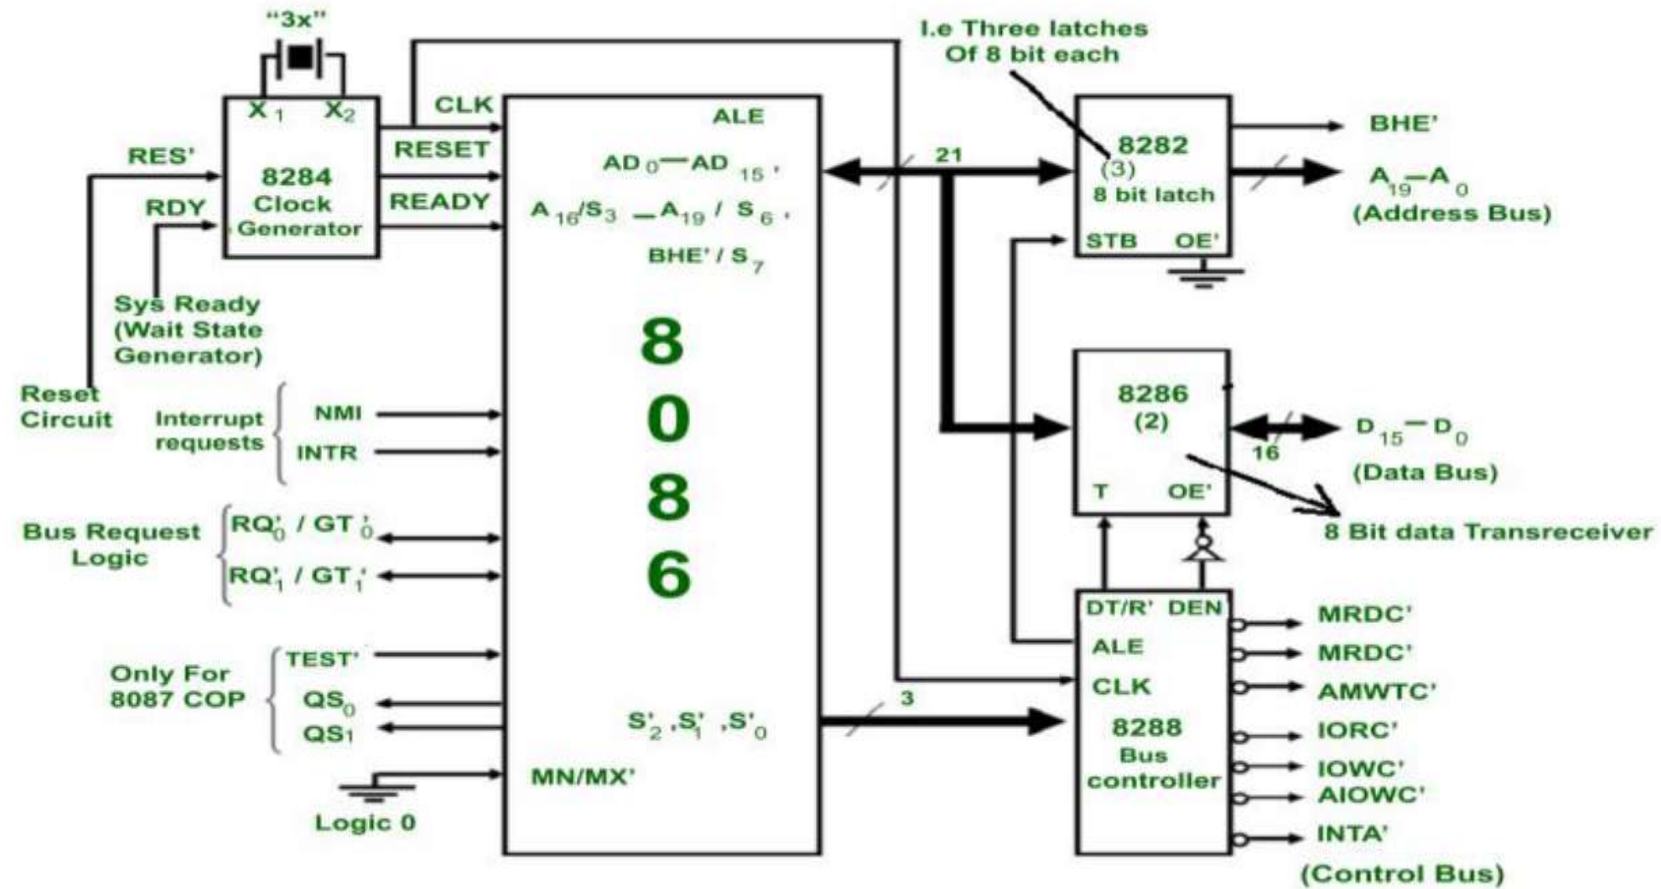 “3x”
X1 X2
8284
Clock
Generator
RES’
RDY
Sys Ready
(Wait State
Generator)
Reset
Circuit
CLK
RESET
READY
Interrupt
requests
NMI
INTR
Bus Request
Logic
RQ’0 / GT’0
RQ’1 / GT1’
Only For
8087 COP
TEST’
QS0
QS1
Logic 0
ALE
AD0—AD15,
A16/S3 — A19 / S6,
BHE’ / S7
8
0
8
6
S’2 ,S’1 ,S’0
MN/MX’
21
3
I.e Three latches
Of 8 bit each
8282
(3)
8 bit latch
STB OE’
BHE’
A19—A0
(Address Bus)
8286
(2)
T OE’
16
D15—D0
(Data Bus)
8 Bit data Transreceiver
DT/R’ DEN
ALE
CLK
8288
Bus
controller
MRDC’
MRDC’
AMWTC’
IORC’
IOWC’
AIOWC’
INTA’
(Control Bus)